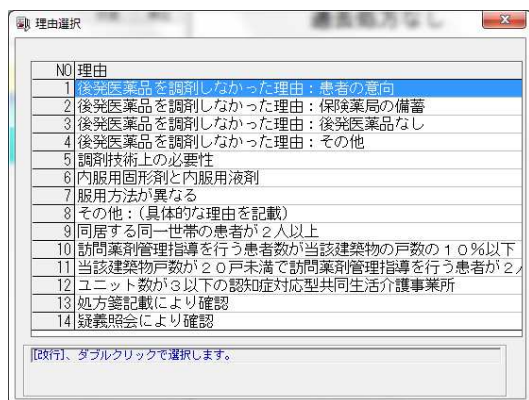 理由選択
過去処方なし
NO 理由
1 後発医薬品を調剤しなかった理由：患者の意向
2 後発医薬品を調剤しなかった理由：保険薬局の備蓄
3 後発医薬品を調剤しなかった理由：後発医薬品なし
4 後発医薬品を調剤しなかった理由：その他
5 調剤技術上の必要性
6 内服用固形剤と内服用液剤
7 服用方法が異なる
8 その他：(具体的な理由を記載)
9 同居する同一世帯の患者が２人以上
10 訪問薬剤管理指導を行う患者数が当該建築物の戸数の１０％以下
11 当該建築物戸数が２０戸未満で訪問薬剤管理指導を行う患者が２
12 ユニット数が３以下の認知症対応型共同生活介護事業所
13 処方箋記載により確認
14 疑義照会により確認
[改行]、ダブルクリックで選択します。